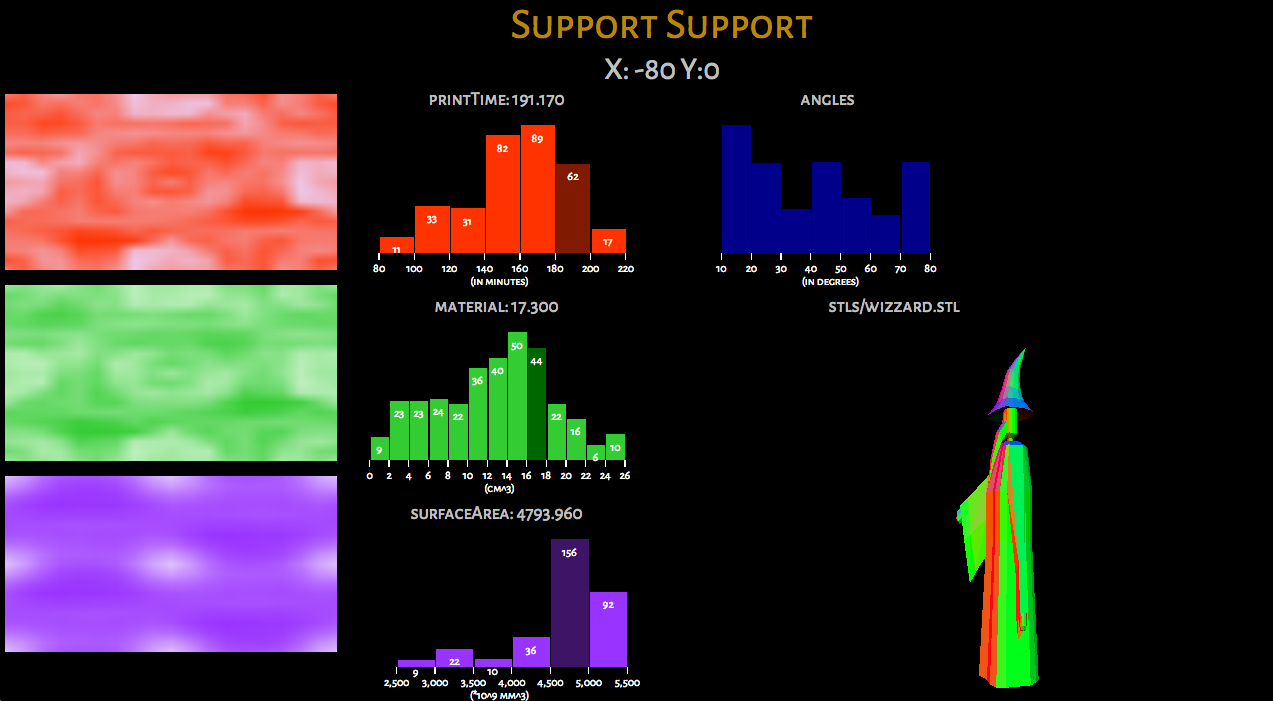 Support Support
X: -80 Y:0
printTime: 191.170
11 33 31 82 89 62 17
80 100 120 140 160 180 200 220
(in minutes)
angles
10 20 30 40 50 60 70 80
(in degrees)
material: 17.300
9 23 23 24 22 36 40 50 44 22 16 6 10
0 2 4 6 8 10 12 14 16 18 20 22 24 26
(cm^3)
stls/wizzard.stl
surfaceArea: 4793.960
9 22 10 36 156 92
2,500 3,000 3,500 4,000 4,500 5,000 5,500
(*10^9 mm^3)